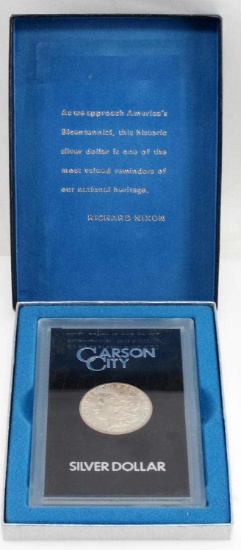 As we approach America's
Bicentennial, this historic
silver dollar is one of the
most valued reminders of
our national heritage.
RICHARD NIXON
CARSON
CITY
SILVER DOLLAR